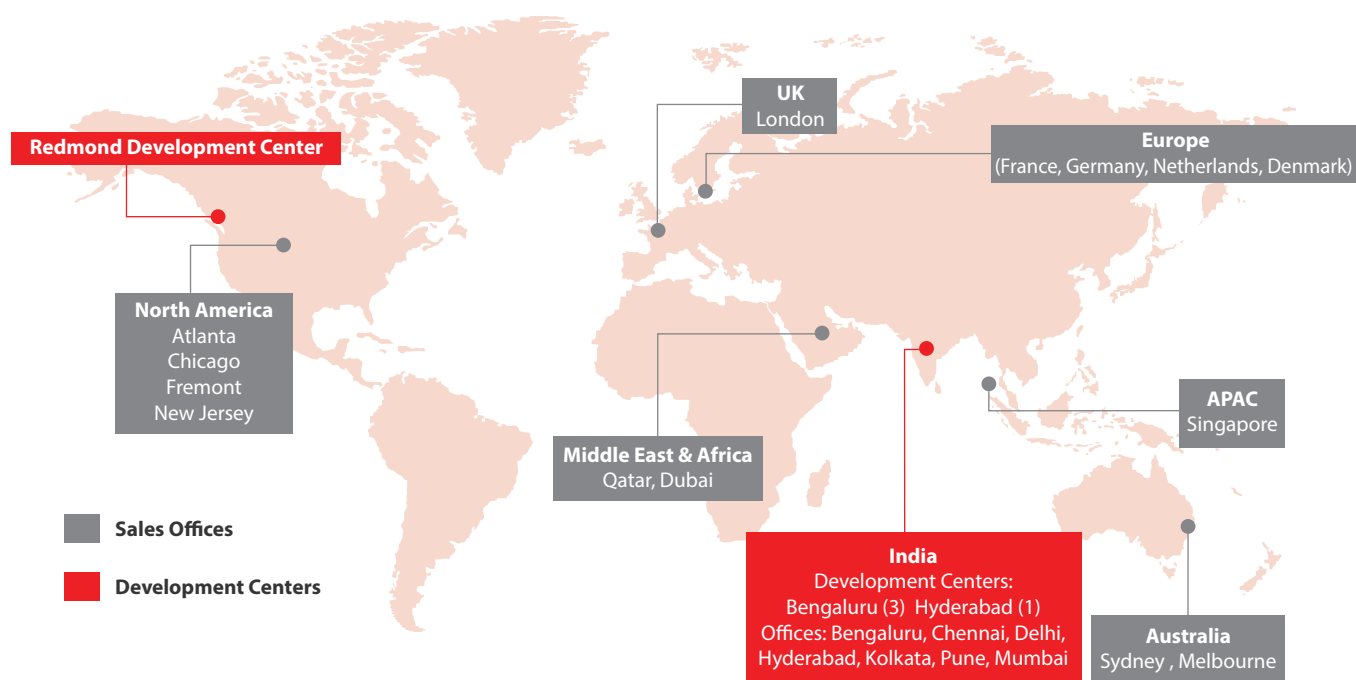 UK
London
Redmond Development Center
Europe
(France, Germany, Netherlands, Denmark)
North America
Atlanta
Chicago
Fremont
New Jersey
APAC
Singapore
Middle East & Africa
Qatar, Dubai
Sales Offices
Development Centers
India
Development Centers:
Bengaluru (3) Hyderabad (1)
Offices: Bengaluru, Chennai, Delhi,
Hyderabad, Kolkata, Pune, Mumbai
Australia
Sydney , Melbourne